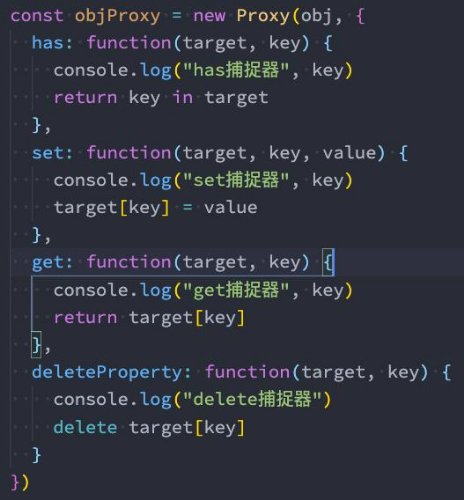 const objProxy = new Proxy(obj, {
  has: function(target, key) {
    console.log("has捕捉器", key)
    return key in target
  },
  set: function(target, key, value) {
    console.log("set捕捉器", key)
    target[key] = value
  },
  get: function(target, key) {
    console.log("get捕捉器", key)
    return target[key]
  },
  deleteProperty: function(target, key) {
    console.log("delete捕捉器")
    delete target[key]
  }
})